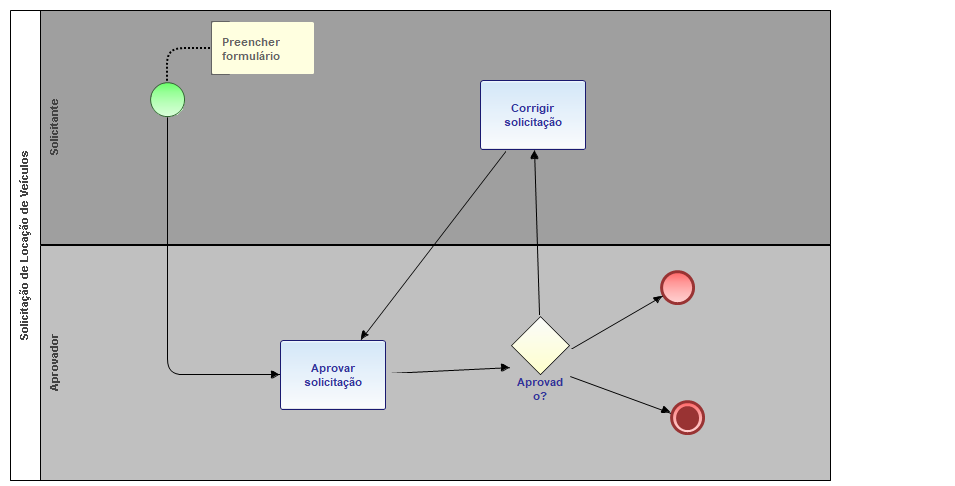 Solicitação de Locação de Veículos
Solicitante
Preencher
formulário
Corrigir
solicitação
Aprovador
Aprovar
solicitação
Aprovad
o?